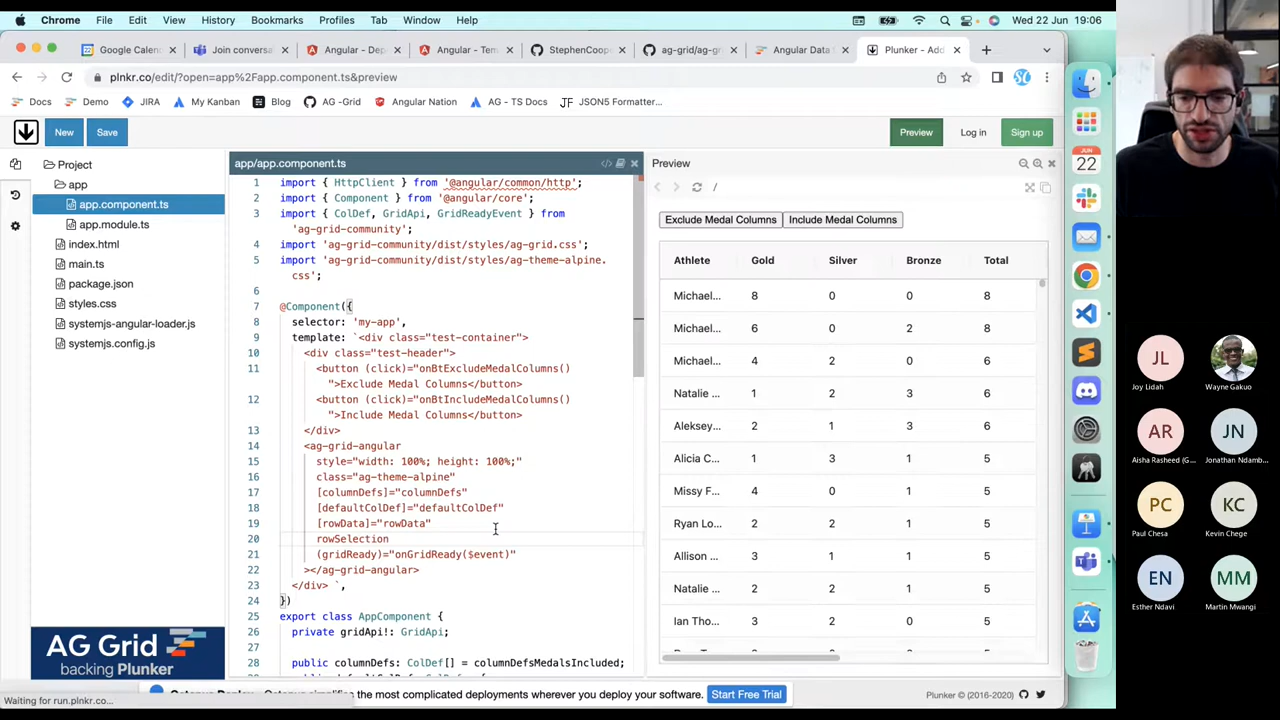 Chrome File Edit View History Bookmarks Profiles Tab Window Help Wed 22 Jun 19:06
Google Calen Join conversa Angular - Dep Angular - Tem StephenCoop ag-grid/ag-gr Angular Data Plunker - Add
plnkr.co/edit/?open=app%2Fapp.component.ts&preview
Docs Demo JIRA My Kanban Blog AG -Grid Angular Nation AG - TS Docs JSON5 Formatter...
New Save Preview Log in Sign up
Project
app
app.component.ts
app.module.ts
index.html
main.ts
package.json
styles.css
systemjs-angular-loader.js
systemjs.config.js
AG Grid
backing Plunker
app/app.component.ts
1 import { HttpClient } from '@angular/common/http';
2 import { Component } from '@angular/core';
3 import { ColDef, GridApi, GridReadyEvent } from
'ag-grid-community';
4 import 'ag-grid-community/dist/styles/ag-grid.css';
5 import 'ag-grid-community/dist/styles/ag-theme-alpine.
css';
6
7 @Component({
8 selector: 'my-app',
9 template: `<div class="test-container">
10 <div class="test-header">
11 <button (click)="onBtExcludeMedalColumns()
">Exclude Medal Columns</button>
12 <button (click)="onBtIncludeMedalColumns()
">Include Medal Columns</button>
13 </div>
14 <ag-grid-angular
15 style="width: 100%; height: 100%;"
16 class="ag-theme-alpine"
17 [columnDefs]="columnDefs"
18 [defaultColDef]="defaultColDef"
19 [rowData]="rowData"
20 rowSelection
21 (gridReady)="onGridReady($event)"
22 ></ag-grid-angular>
23 </div> `,
24 })
25 export class AppComponent {
26 private gridApi!: GridApi;
27
28 public columnDefs: ColDef[] = columnDefsMedalsIncluded;
Preview
/
Exclude Medal Columns Include Medal Columns
Athlete Gold Silver Bronze Total
Michael... 8 0 0 8
Michael... 6 0 2 8
Michael... 4 2 0 6
Natalie ... 1 2 3 6
Aleksey... 2 1 3 6
Alicia C... 1 3 1 5
Missy F... 4 0 1 5
Ryan Lo... 2 2 1 5
Allison ... 3 1 1 5
Natalie ... 2 2 1 5
Ian Tho... 3 2 0 5
the most complicated deployments wherever you deploy your software. Start Free Trial
Plunker © (2016-2020)
Waiting for run.plnkr.co...
JUN
22
JL
Joy Lidah
Wayne Gakuo
AR
Aisha Rasheed (G...
JN
Jonathan Ndamb...
PC
Paul Chesa
KC
Kevin Chege
EN
Esther Ndavi
MM
Martin Mwangi